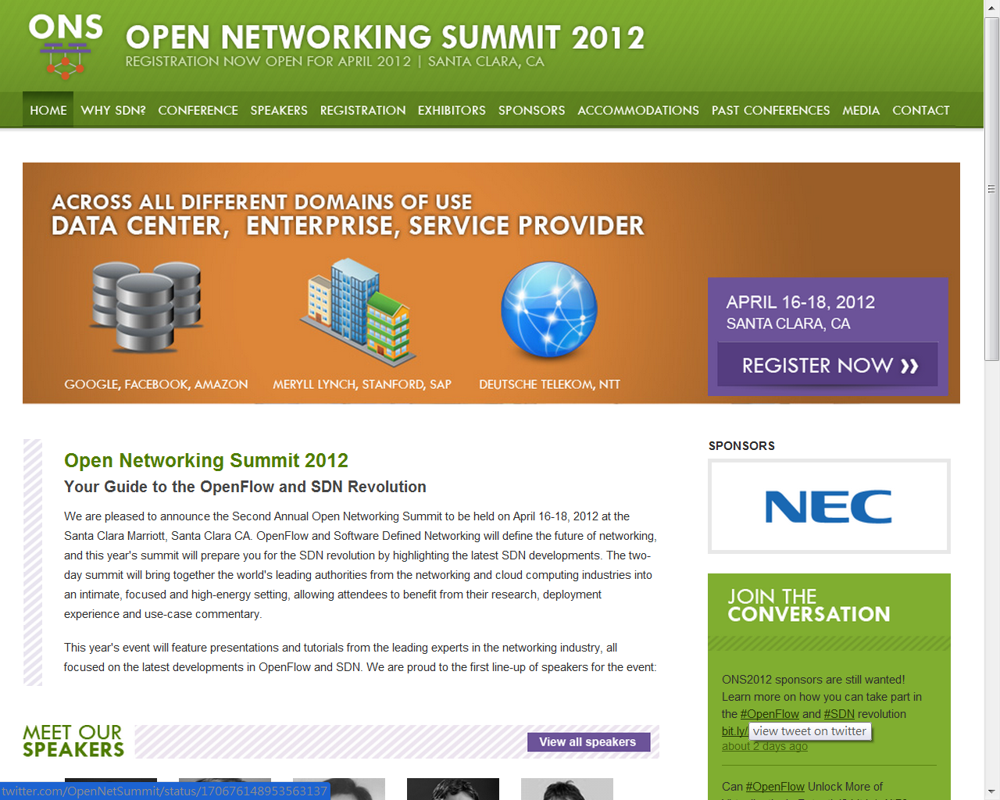 ONS
OPEN NETWORKING SUMMIT 2012
REGISTRATION NOW OPEN FOR APRIL 2012 | SANTA CLARA, CA
HOME WHY SDN? CONFERENCE SPEAKERS REGISTRATION EXHIBITORS SPONSORS ACCOMMODATIONS PAST CONFERENCES MEDIA CONTACT
ACROSS ALL DIFFERENT DOMAINS OF USE
DATA CENTER, ENTERPRISE, SERVICE PROVIDER
GOOGLE, FACEBOOK, AMAZON MERYLL LYNCH, STANFORD, SAP DEUTSCHE TELEKOM, NTT
APRIL 16-18, 2012
SANTA CLARA, CA
REGISTER NOW »
Open Networking Summit 2012
Your Guide to the OpenFlow and SDN Revolution
We are pleased to announce the Second Annual Open Networking Summit to be held on April 16-18, 2012 at the
Santa Clara Marriott, Santa Clara CA. OpenFlow and Software Defined Networking will define the future of networking,
and this year's summit will prepare you for the SDN revolution by highlighting the latest SDN developments. The two-
day summit will bring together the world's leading authorities from the networking and cloud computing industries into
an intimate, focused and high-energy setting, allowing attendees to benefit from their research, deployment
experience and use-case commentary.
This year's event will feature presentations and tutorials from the leading experts in the networking industry, all
focused on the latest developments in OpenFlow and SDN. We are proud to the first line-up of speakers for the event:
MEET OUR
SPEAKERS
View all speakers
SPONSORS
NEC
JOIN THE
CONVERSATION
ONS2012 sponsors are still wanted!
Learn more on how you can take part in
the #OpenFlow and #SDN revolution
bit.ly/
view tweet on twitter
about 2 days ago
Can #OpenFlow Unlock More of
twitter.com/OpenNetSummit/status/170676148953563137